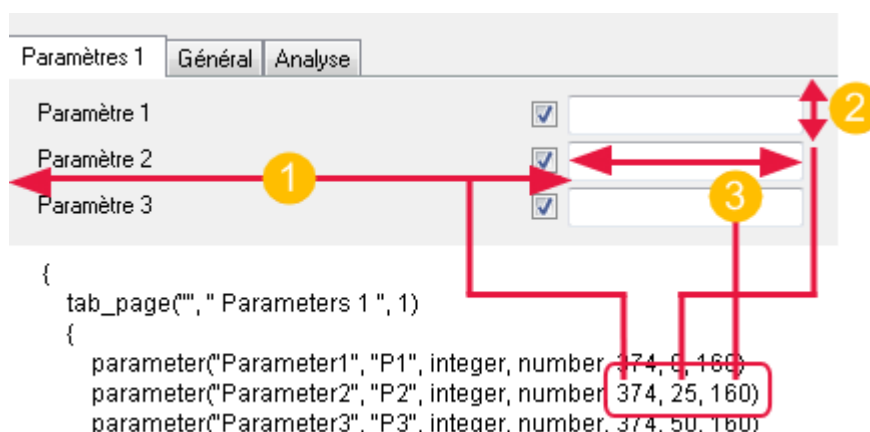 Paramètres 1 Général Analyse
Paramètre 1
2
Paramètre 2
1
3
Paramètre 3
{
tab_page("", " Parameters 1 ", 1)
{
parameter("Parameter1", "P1", integer, number, 374, 0, 160)
parameter("Parameter2", "P2", integer, number, 374, 25, 160)
parameter("Parameter3", "P3", integer, number, 374, 50, 160)